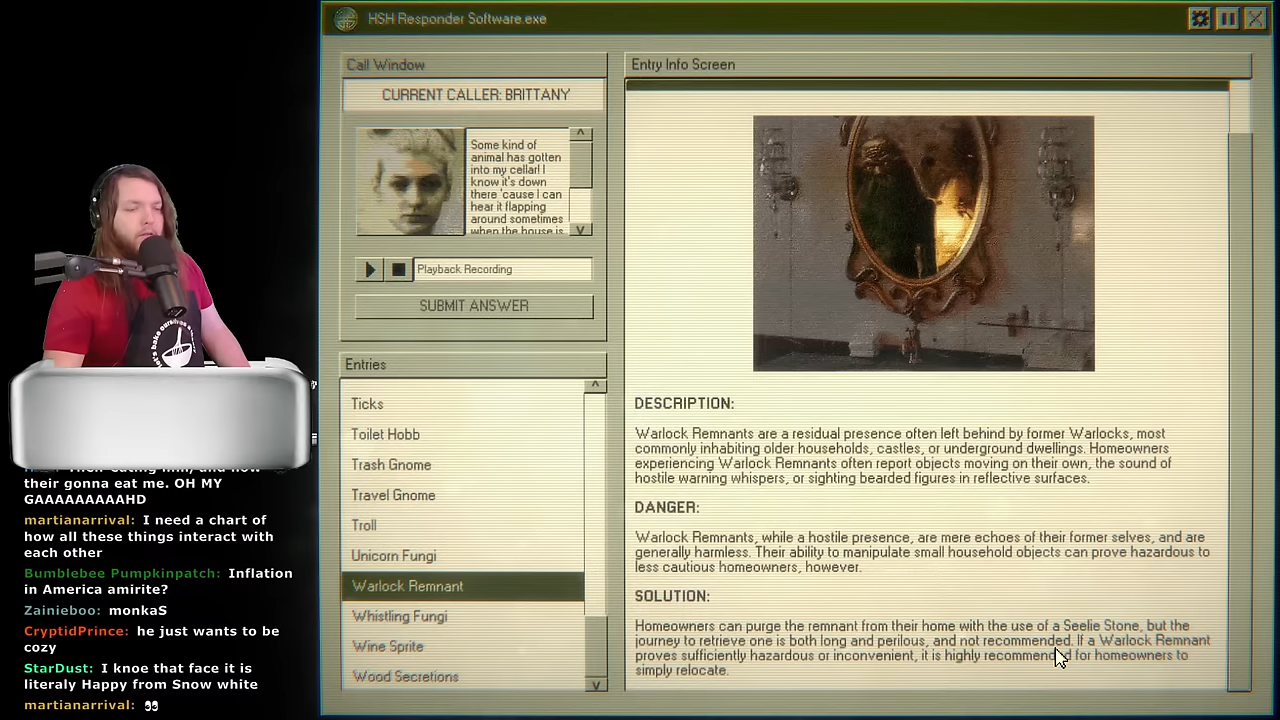 HSH Responder Software.exe
Call Window
CURRENT CALLER: BRITTANY
Some kind of
animal has gotten
into my cellar! I
know it's down
there 'cause I can
hear it flapping
around sometimes
when the house is
Playback Recording
SUBMIT ANSWER
Entries
Ticks
Toilet Hobb
Trash Gnome
Travel Gnome
Troll
Unicorn Fungi
Warlock Remnant
Whistling Fungi
Wine Sprite
Wood Secretions
Entry Info Screen
DESCRIPTION:
Warlock Remnants are a residual presence often left behind by former Warlocks, most
commonly inhabiting older households, castles, or underground dwellings. Homeowners
experiencing Warlock Remnants often report objects moving on their own, the sound of
hostile warning whispers, or sighting bearded figures in reflective surfaces.
DANGER:
Warlock Remnants, while a hostile presence, are mere echoes of their former selves, and are
generally harmless. Their ability to manipulate small household objects can prove hazardous to
less cautious homeowners, however.
SOLUTION:
Homeowners can purge the remnant from their home with the use of a Seelie Stone, but the
journey to retrieve one is both long and perilous, and not recommended. If a Warlock Remnant
proves sufficiently hazardous or inconvenient, it is highly recommended for homeowners to
simply relocate.
their gonna eat me. OH MY
GAAAAAAAAHD
martianarrival: I need a chart of
how all these things interact with
each other
Bumblebee Pumpkinpatch: Inflation
in America amirite?
Zainieboo: monkaS
CryptidPrince: he just wants to be
cozy
StarDust: I knoe that face it is
literaly Happy from Snow white
martianarrival: 👀